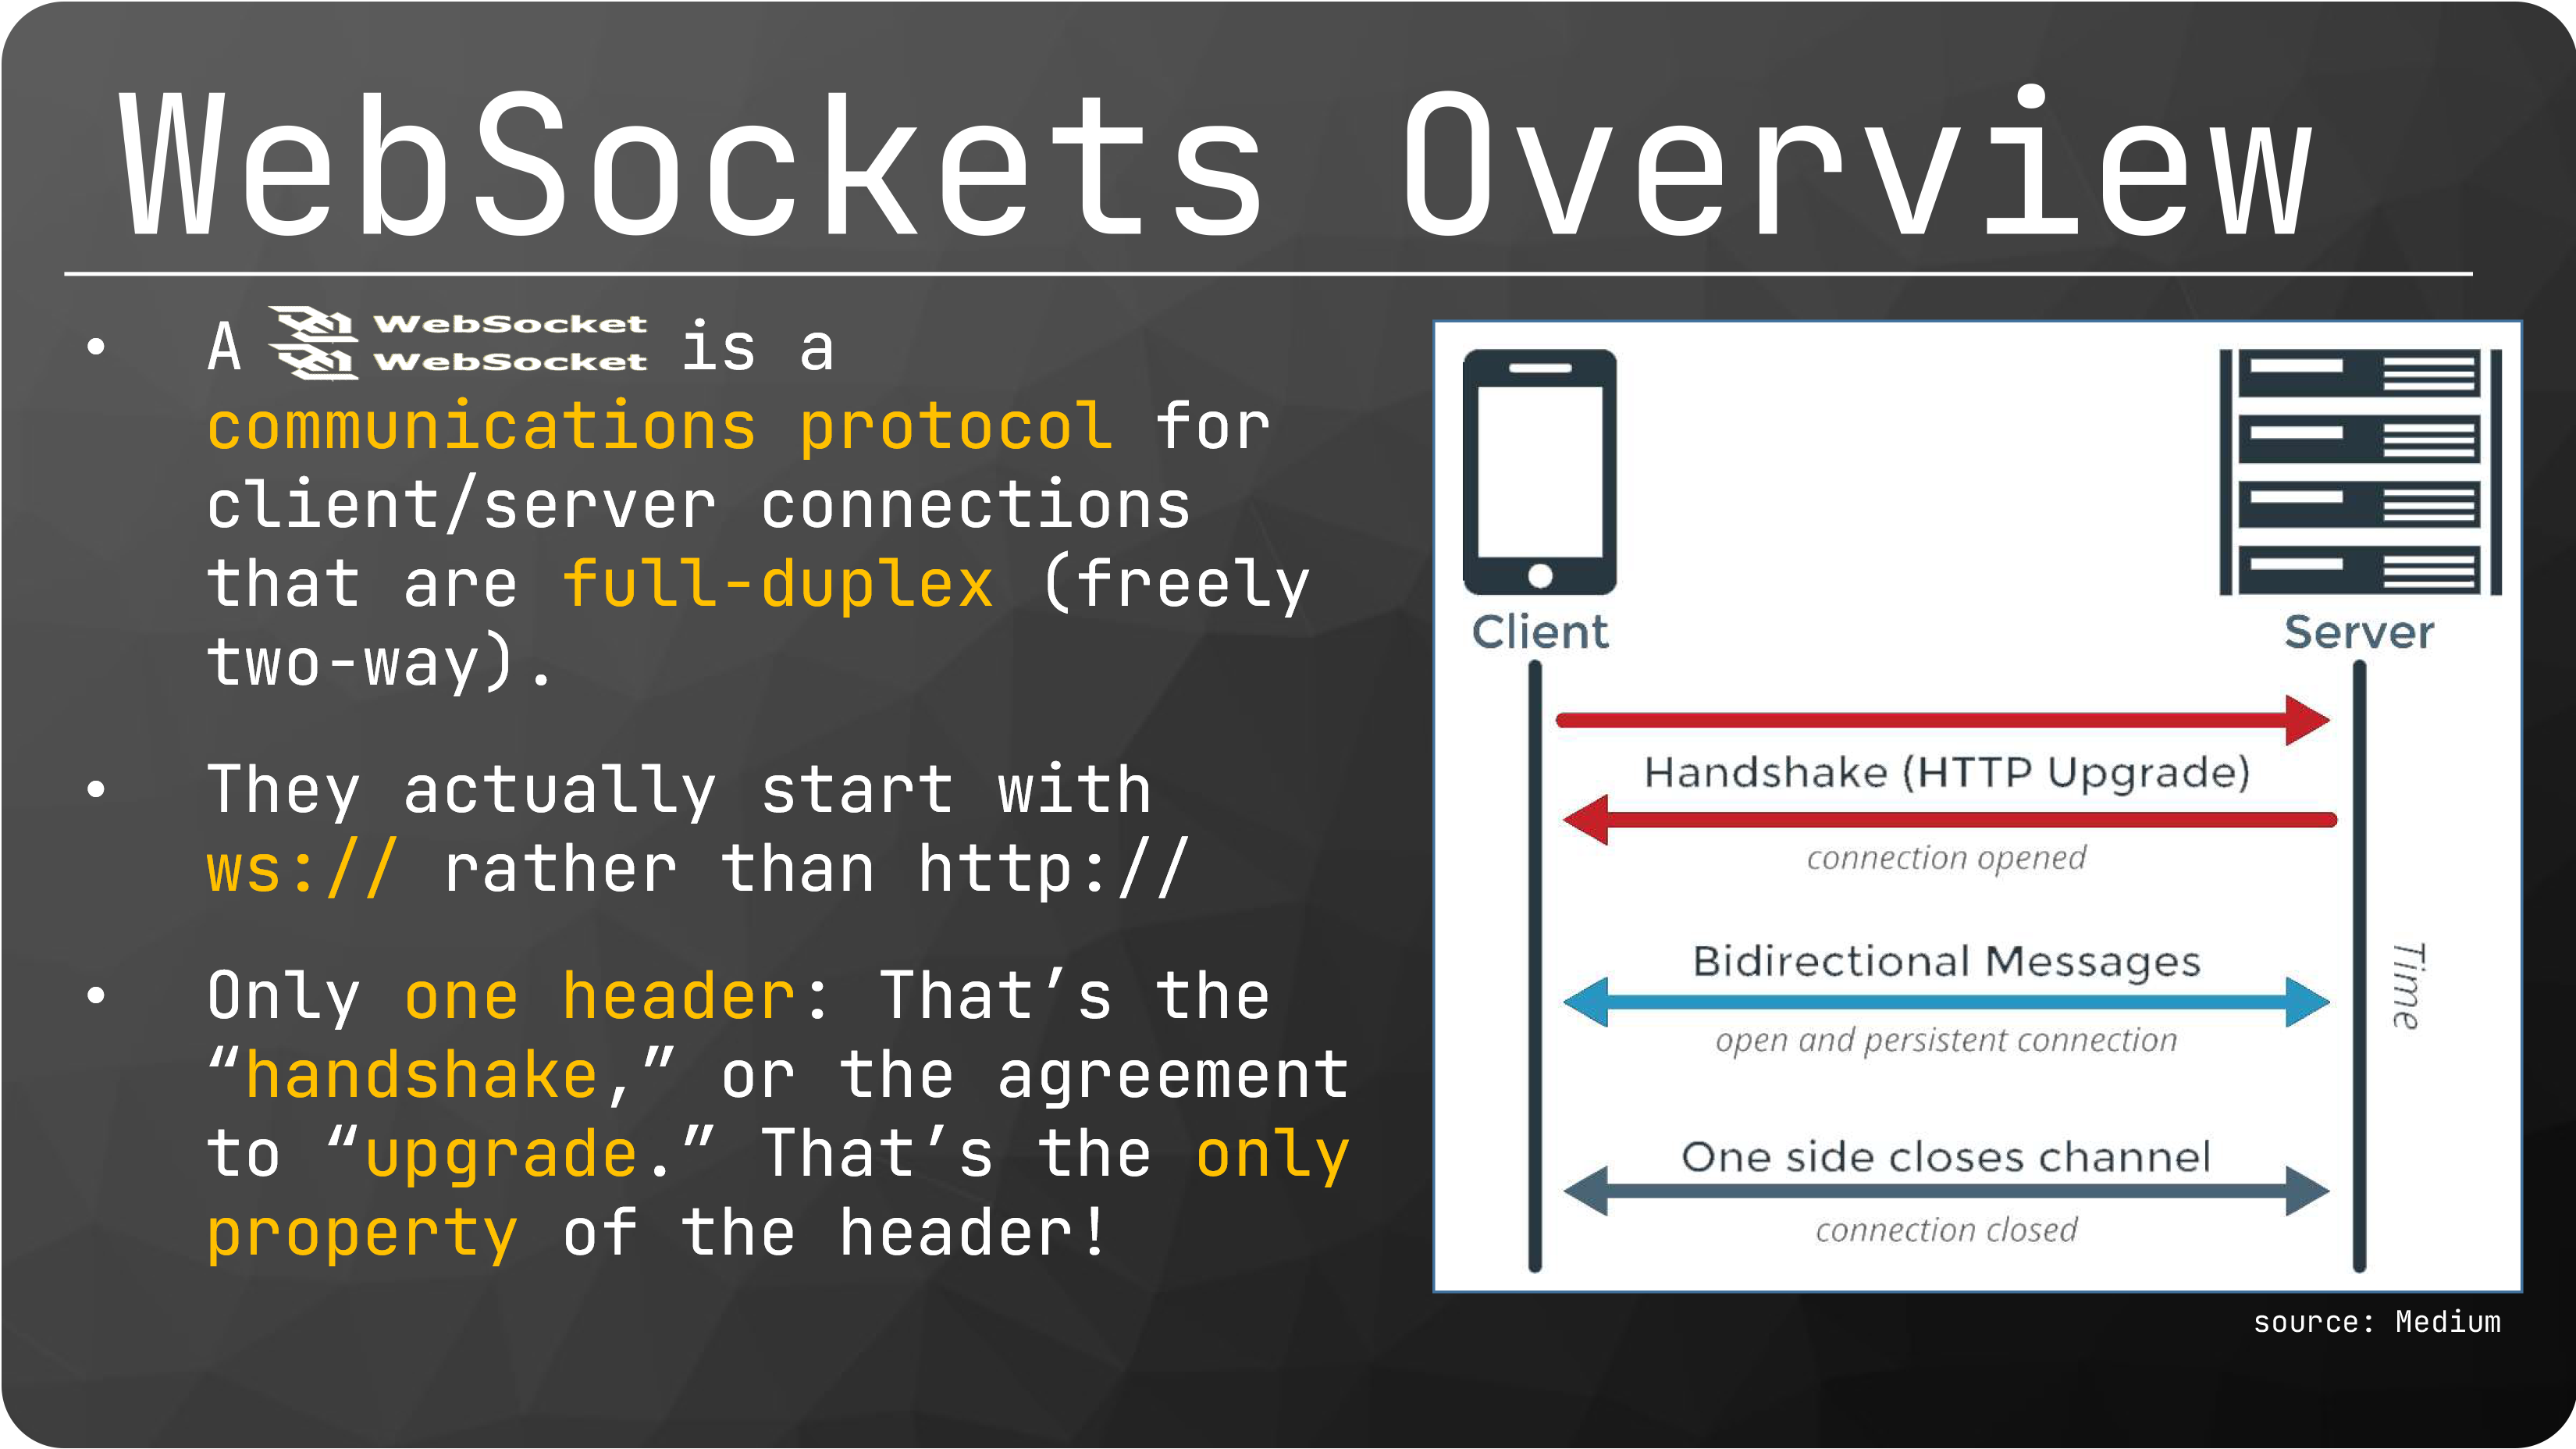 WebSockets Overview
• A WebSocket WebSocket is a
communications protocol for
client/server connections
that are full-duplex (freely
two-way).
• They actually start with
ws:// rather than http://
• Only one header: That’s the
“handshake,” or the agreement
to “upgrade.” That’s the only
property of the header!
Client
Server
Handshake (HTTP Upgrade)
connection opened
Bidirectional Messages
open and persistent connection
Time
One side closes channel
connection closed
source: Medium